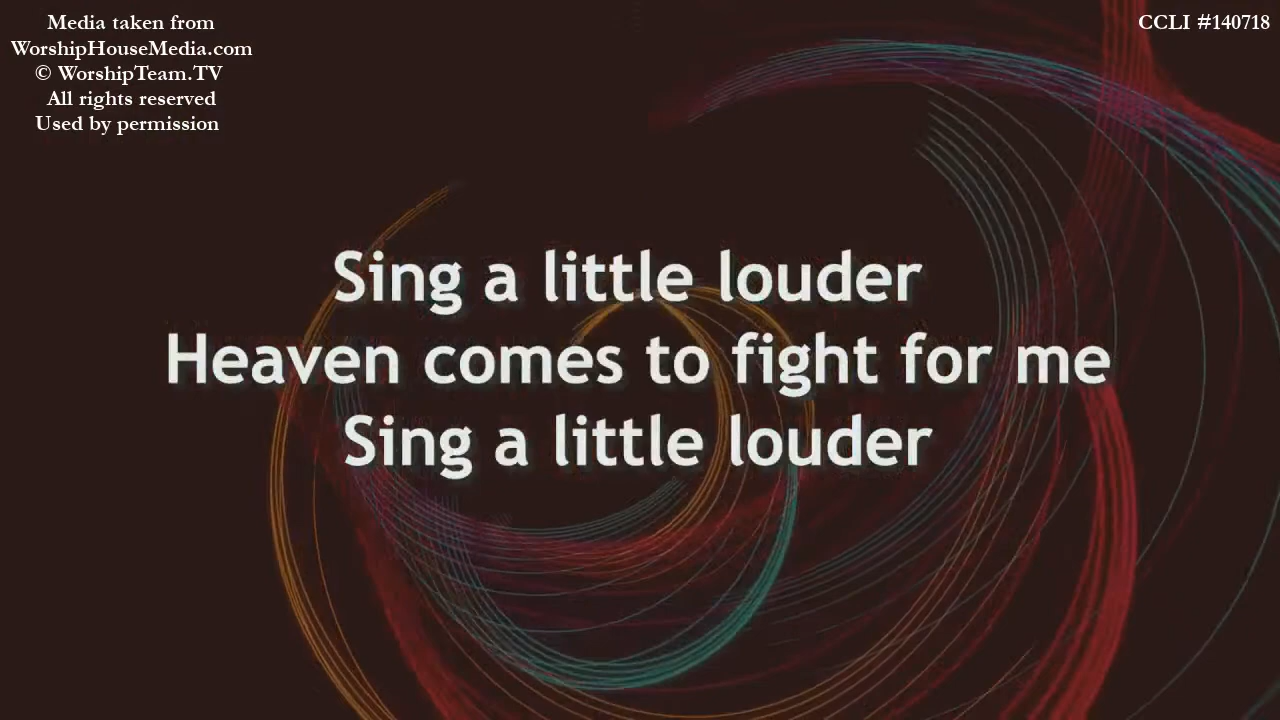 Media taken from
WorshipHouseMedia.com
© WorshipTeam.TV
All rights reserved
Used by permission
CCLI #140718
Sing a little louder
Heaven comes to fight for me
Sing a little louder